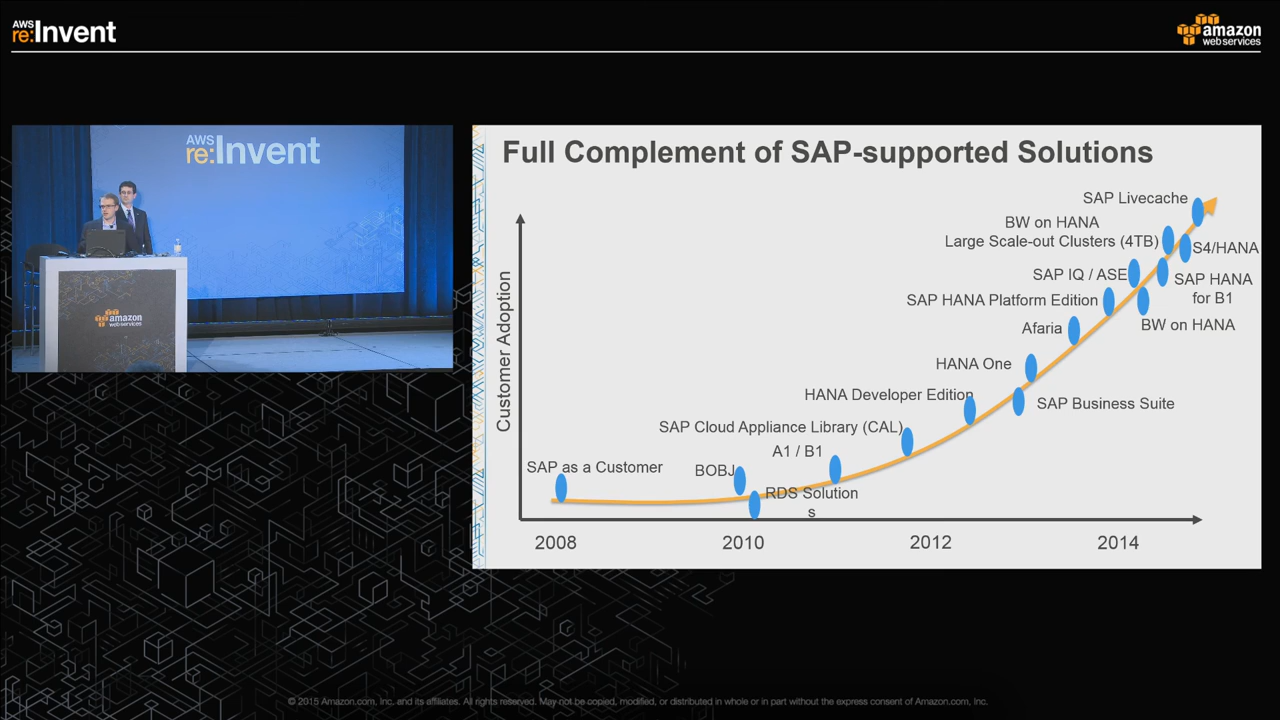 AWS
re:Invent
amazon
web services
AWS
re:Invent
amazon
web services
Full Complement of SAP-supported Solutions
Customer Adoption
SAP Livecache
BW on HANA
Large Scale-out Clusters (4TB)
S4/HANA
SAP IQ / ASE
SAP HANA
for B1
SAP HANA Platform Edition
BW on HANA
Afaria
HANA One
HANA Developer Edition
SAP Business Suite
SAP Cloud Appliance Library (CAL)
A1 / B1
SAP as a Customer
BOBJ
RDS Solution
s
2008
2010
2012
2014
© 2015 Amazon.com, Inc. and its affiliates. All rights reserved. May not be copied, modified, or distributed in whole or in part without the express consent of Amazon.com, Inc.